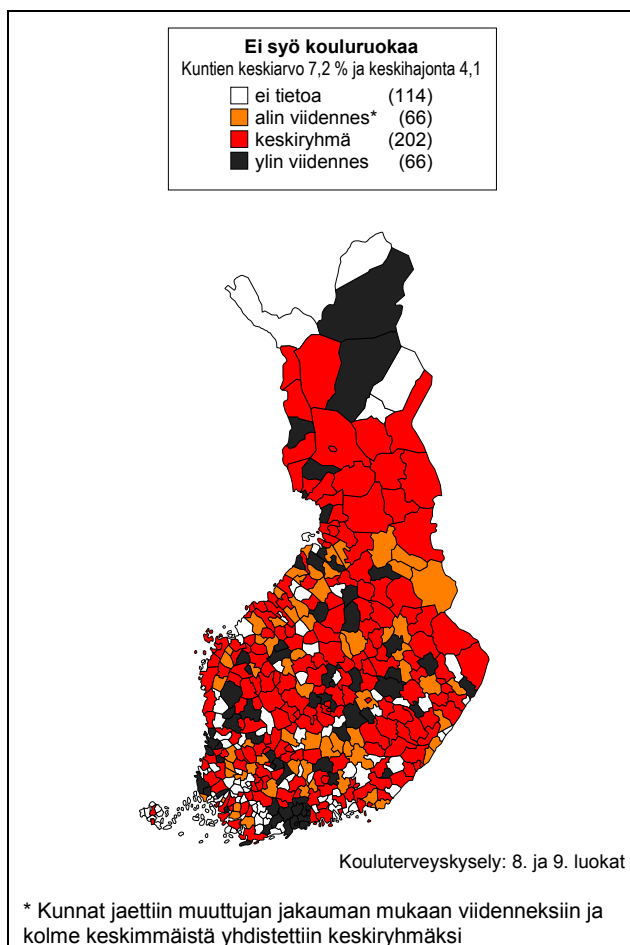 Ei syö kouluruokaa
Kuntien keskiarvo 7,2 % ja keskihajonta 4,1
ei tietoa (114)
alin viidennes* (66)
keskiryhmä (202)
ylin viidennes (66)
Kouluterveyskysely: 8. ja 9. luokat
* Kunnat jaettiin muuttujan jakauman mukaan viidenneksiin ja
kolme keskimmäistä yhdistettiin keskiryhmäksi